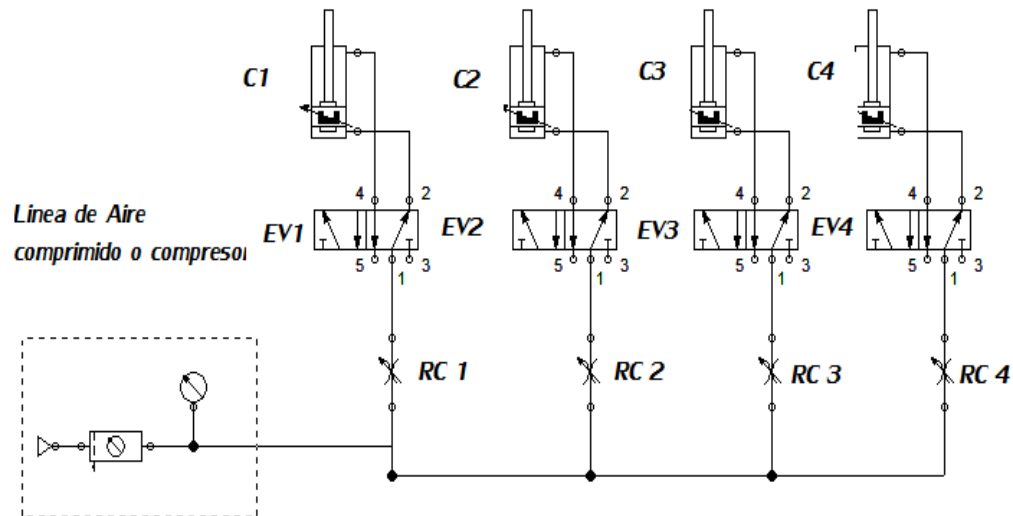 C1
C2
C3
C4
4 2
4 2
4 2
4 2
Linea de Aire
comprimido o compresor
EV1
EV2
EV3
EV4
5 1 3
5 1 3
5 1 3
5 1 3
RC 1
RC 2
RC 3
RC 4